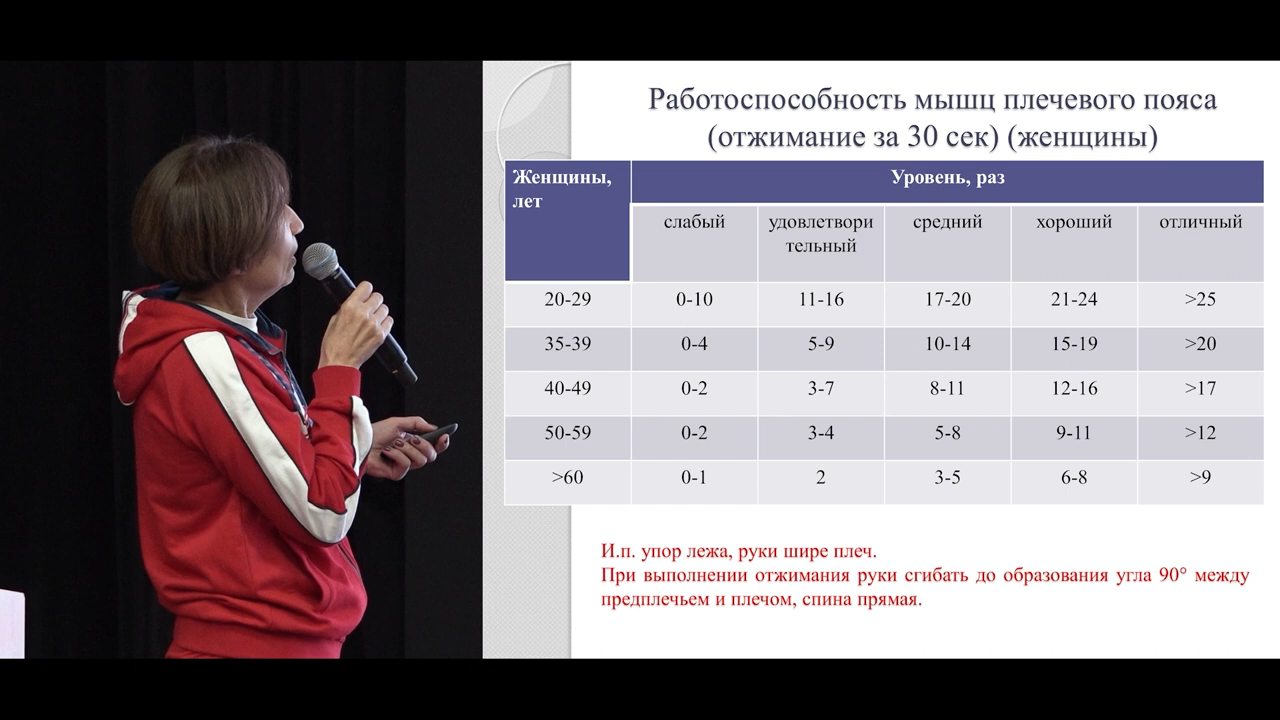 Работоспособность мышц плечевого пояса
(отжимание за 30 сек) (женщины)
Женщины, лет
Уровень, раз
слабый
удовлетвори
тельный
средний
хороший
отличный
20-29 0-10 11-16 17-20 21-24 >25
35-39 0-4 5-9 10-14 15-19 >20
40-49 0-2 3-7 8-11 12-16 >17
50-59 0-2 3-4 5-8 9-11 >12
>60 0-1 2 3-5 6-8 >9
И.п. упор лежа, руки шире плеч.
При выполнении отжимания руки сгибать до образования угла 90° между
предплечьем и плечом, спина прямая.